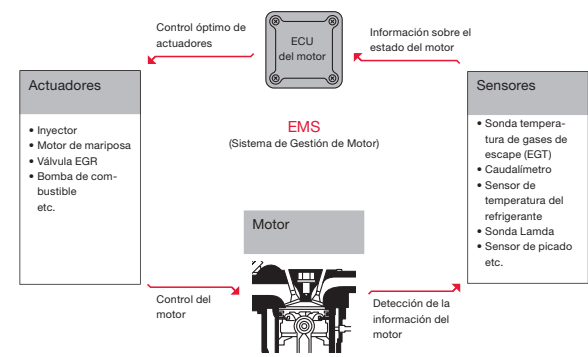 Control óptimo de
actuadores
ECU
del motor
Información sobre el
estado del motor
Actuadores
• Inyector
• Motor de mariposa
• Válvula EGR
• Bomba de com-
bustible
etc.
EMS
(Sistema de Gestión de Motor)
Sensores
• Sonda tempera-
tura de gases de
escape (EGT)
• Caudalímetro
• Sensor de
temperatura del
refrigerante
• Sonda Lamda
• Sensor de picado
etc.
Motor
Control del
motor
Detección de la
información del
motor